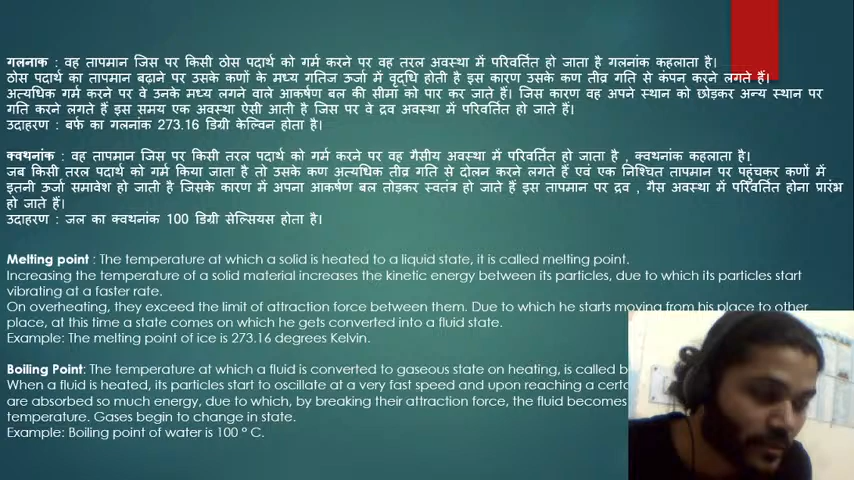 गलनाक : वह तापमान जिस पर किसी ठोस पदार्थ को गर्म करने पर वह तरल अवस्था में परिवर्तित हो जाता है गलनांक कहलाता है।
ठोस पदार्थ का तापमान बढ़ाने पर उसके कणों के मध्य गतिज ऊर्जा में वृद्धि होती है इस कारण उसके कण तीव्र गति से कंपन करने लगते हैं।
अत्यधिक गर्म करने पर वे उनके मध्य लगने वाले आकर्षण बल की सीमा को पार कर जाते हैं। जिस कारण वह अपने स्थान को छोड़कर अन्य स्थान पर
गति करने लगते हैं इस समय एक अवस्था ऐसी आती है जिस पर वे द्रव अवस्था में परिवर्तित हो जाते हैं।
उदाहरण : बर्फ का गलनांक 273.16 डिग्री केल्विन होता है।
क्वथनांक : वह तापमान जिस पर किसी तरल पदार्थ को गर्म करने पर वह गैसीय अवस्था में परिवर्तित हो जाता है , क्वथनांक कहलाता है।
जब किसी तरल पदार्थ को गर्म किया जाता है तो उसके कण अत्यधिक तीव्र गति से दोलन करने लगते हैं एवं एक निश्चित तापमान पर पहुंचकर कणों में
इतनी ऊर्जा समावेश हो जाती है जिसके कारण में अपना आकर्षण बल तोड़कर स्वतंत्र हो जाते हैं इस तापमान पर द्रव , गैस अवस्था में परिवर्तित होना प्रारंभ
हो जाते हैं।
उदाहरण : जल का क्वथनांक 100 डिग्री सेल्सियस होता है।
Melting point : The temperature at which a solid is heated to a liquid state, it is called melting point.
Increasing the temperature of a solid material increases the kinetic energy between its particles, due to which its particles start
vibrating at a faster rate.
On overheating, they exceed the limit of attraction force between them. Due to which he starts moving from his place to other
place, at this time a state comes on which he gets converted into a fluid state.
Example: The melting point of ice is 273.16 degrees Kelvin.
Boiling Point: The temperature at which a fluid is converted to gaseous state on heating, is called
When a fluid is heated, its particles start to oscillate at a very fast speed and upon reaching a
are absorbed so much energy, due to which, by breaking their attraction force, the fluid becomes
temperature. Gases begin to change in state.
Example: Boiling point of water is 100 ° C.